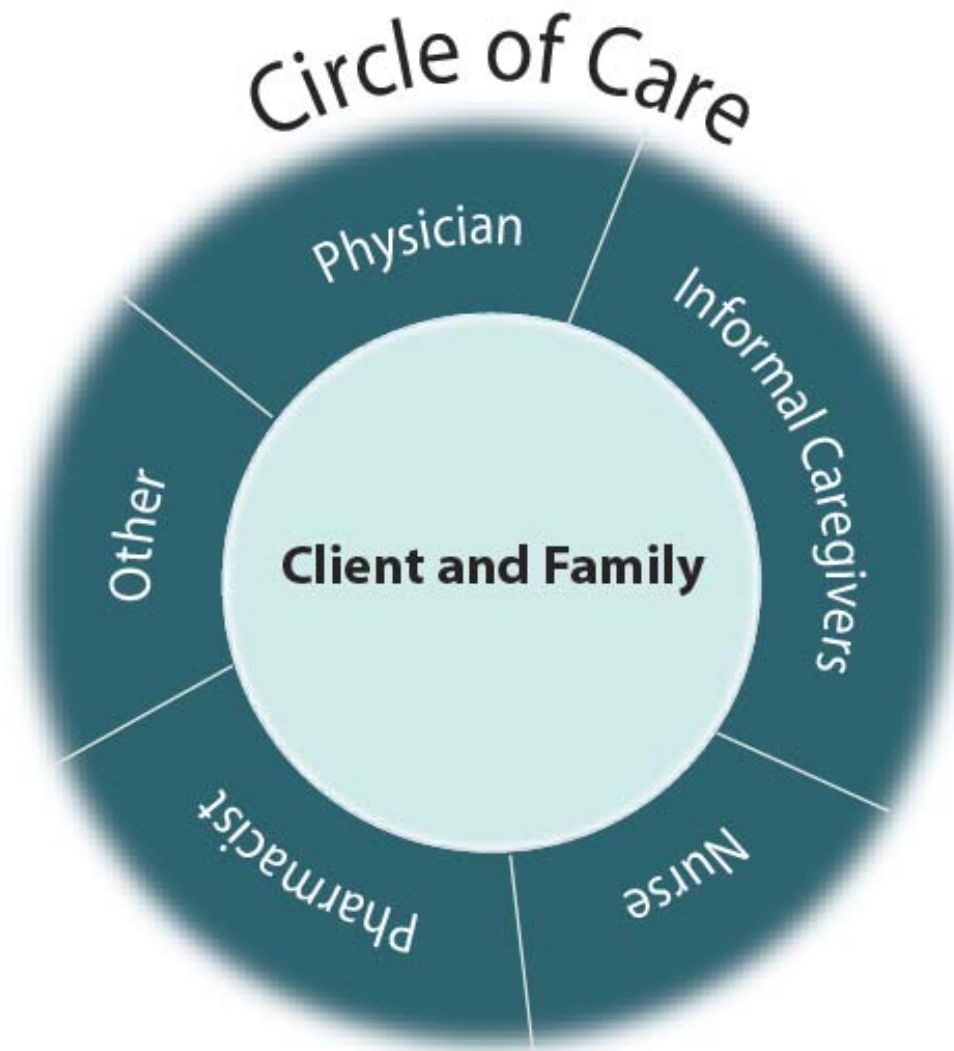 Circle of Care
Physician
Informal Caregivers
Nurse
Pharmacist
Other
Client and Family